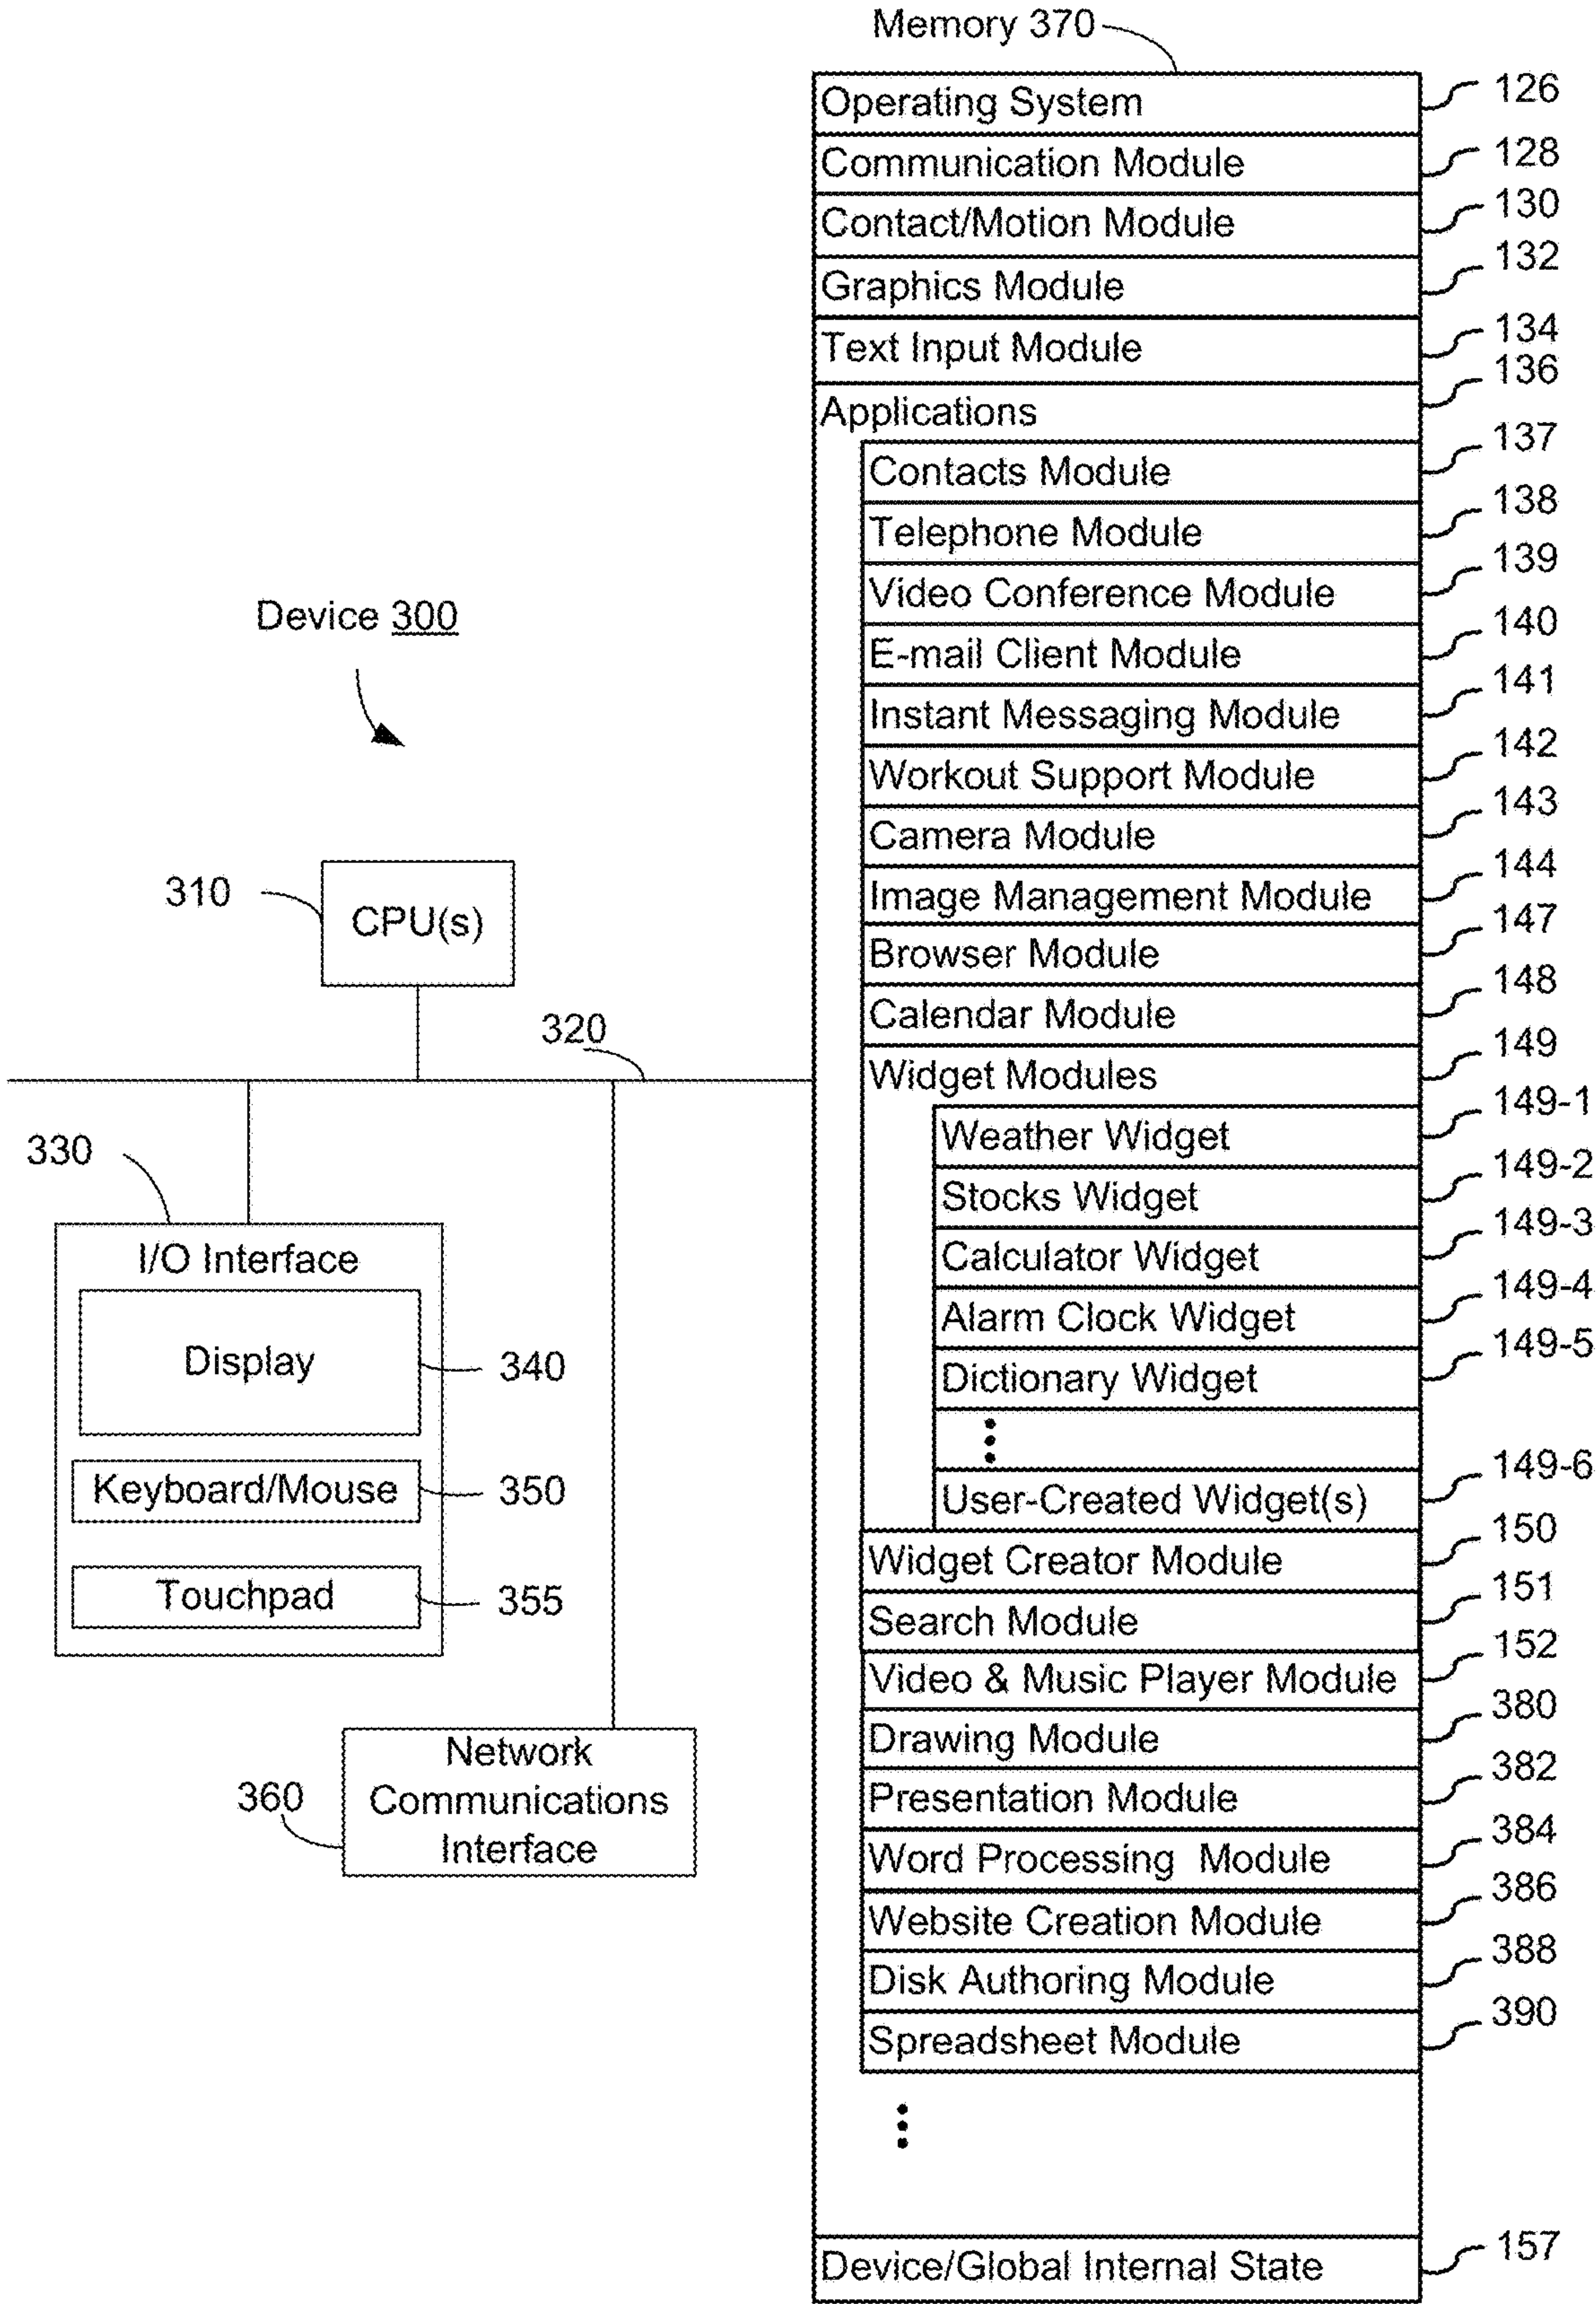 Memory 370
Operating System 126
Communication Module 128
Contact/Motion Module 130
Graphics Module 132
Text Input Module 134
Applications 136
Contacts Module 137
Telephone Module 138
Video Conference Module 139
E-mail Client Module 140
Instant Messaging Module 141
Workout Support Module 142
Camera Module 143
Image Management Module 144
Browser Module 147
Calendar Module 148
Widget Modules 149
Weather Widget 149-1
Stocks Widget 149-2
Calculator Widget 149-3
Alarm Clock Widget 149-4
Dictionary Widget 149-5
User-Created Widget(s) 149-6
Widget Creator Module 150
Search Module 151
Video & Music Player Module 152
Drawing Module 380
Presentation Module 382
Word Processing Module 384
Website Creation Module 386
Disk Authoring Module 388
Spreadsheet Module 390
Device/Global Internal State 157
Device 300
310
CPU(s)
320
330
I/O Interface
Display 340
Keyboard/Mouse 350
Touchpad 355
360
Network
Communications
Interface